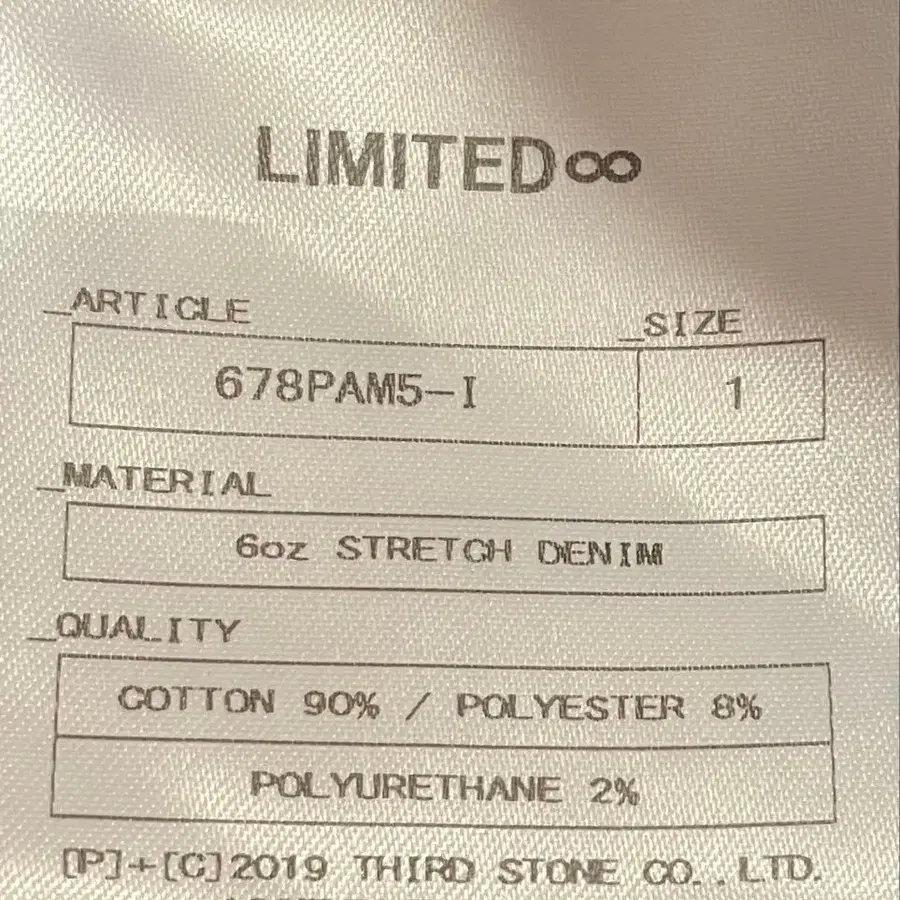 LIMITED∞
_ARTICLE _SIZE
678PAM5-I 1
_MATERIAL
6oz STRETCH DENIM
_QUALITY
COTTON 90% / POLYESTER 8%
POLYURETHANE 2%
[P]+[C]2019 THIRD STONE CO.,LTD.